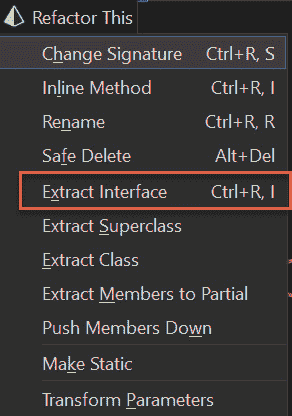 Refactor This
Change Signature Ctrl+R, S
Inline Method Ctrl+R, I
Rename Ctrl+R, R
Safe Delete Alt+Del
Extract Interface Ctrl+R, I
Extract Superclass
Extract Class
Extract Members to Partial
Push Members Down
Make Static
Transform Parameters